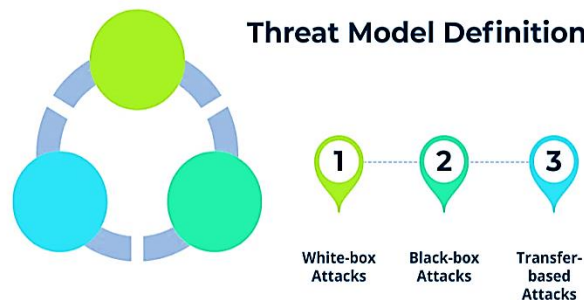 Threat Model Definition
1 2 3
White-box Black-box Transfer-
Attacks Attacks based
Attacks